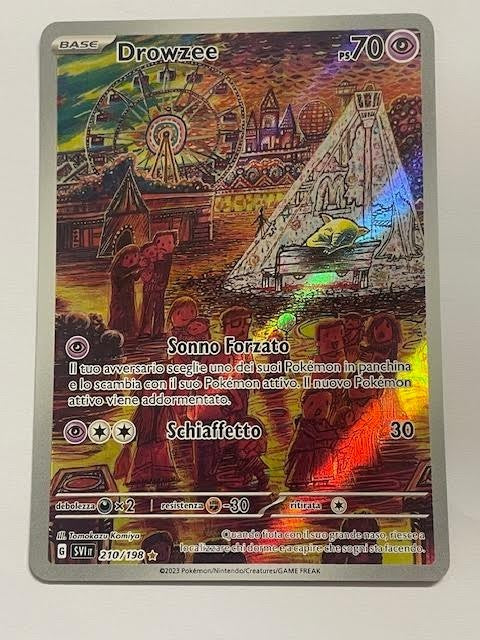 BASE Drowzee PS 70
Sonno Forzato
Il tuo avversario sceglie uno dei suoi Pokémon in panchina
e lo scambia con il suo Pokémon attivo. Il nuovo Pokémon
attivo viene addormentato.
Schiaffetto 30
debolezza ×2 resistenza -30 ritirata
Ill. Tomokazu Komiya
G SVI IT 210/198
Quando fiuta con il suo grande naso, riesce a
localizzare chi dorme e a capire che sogni sta facendo.
©2023 Pokémon/Nintendo/Creatures/GAME FREAK